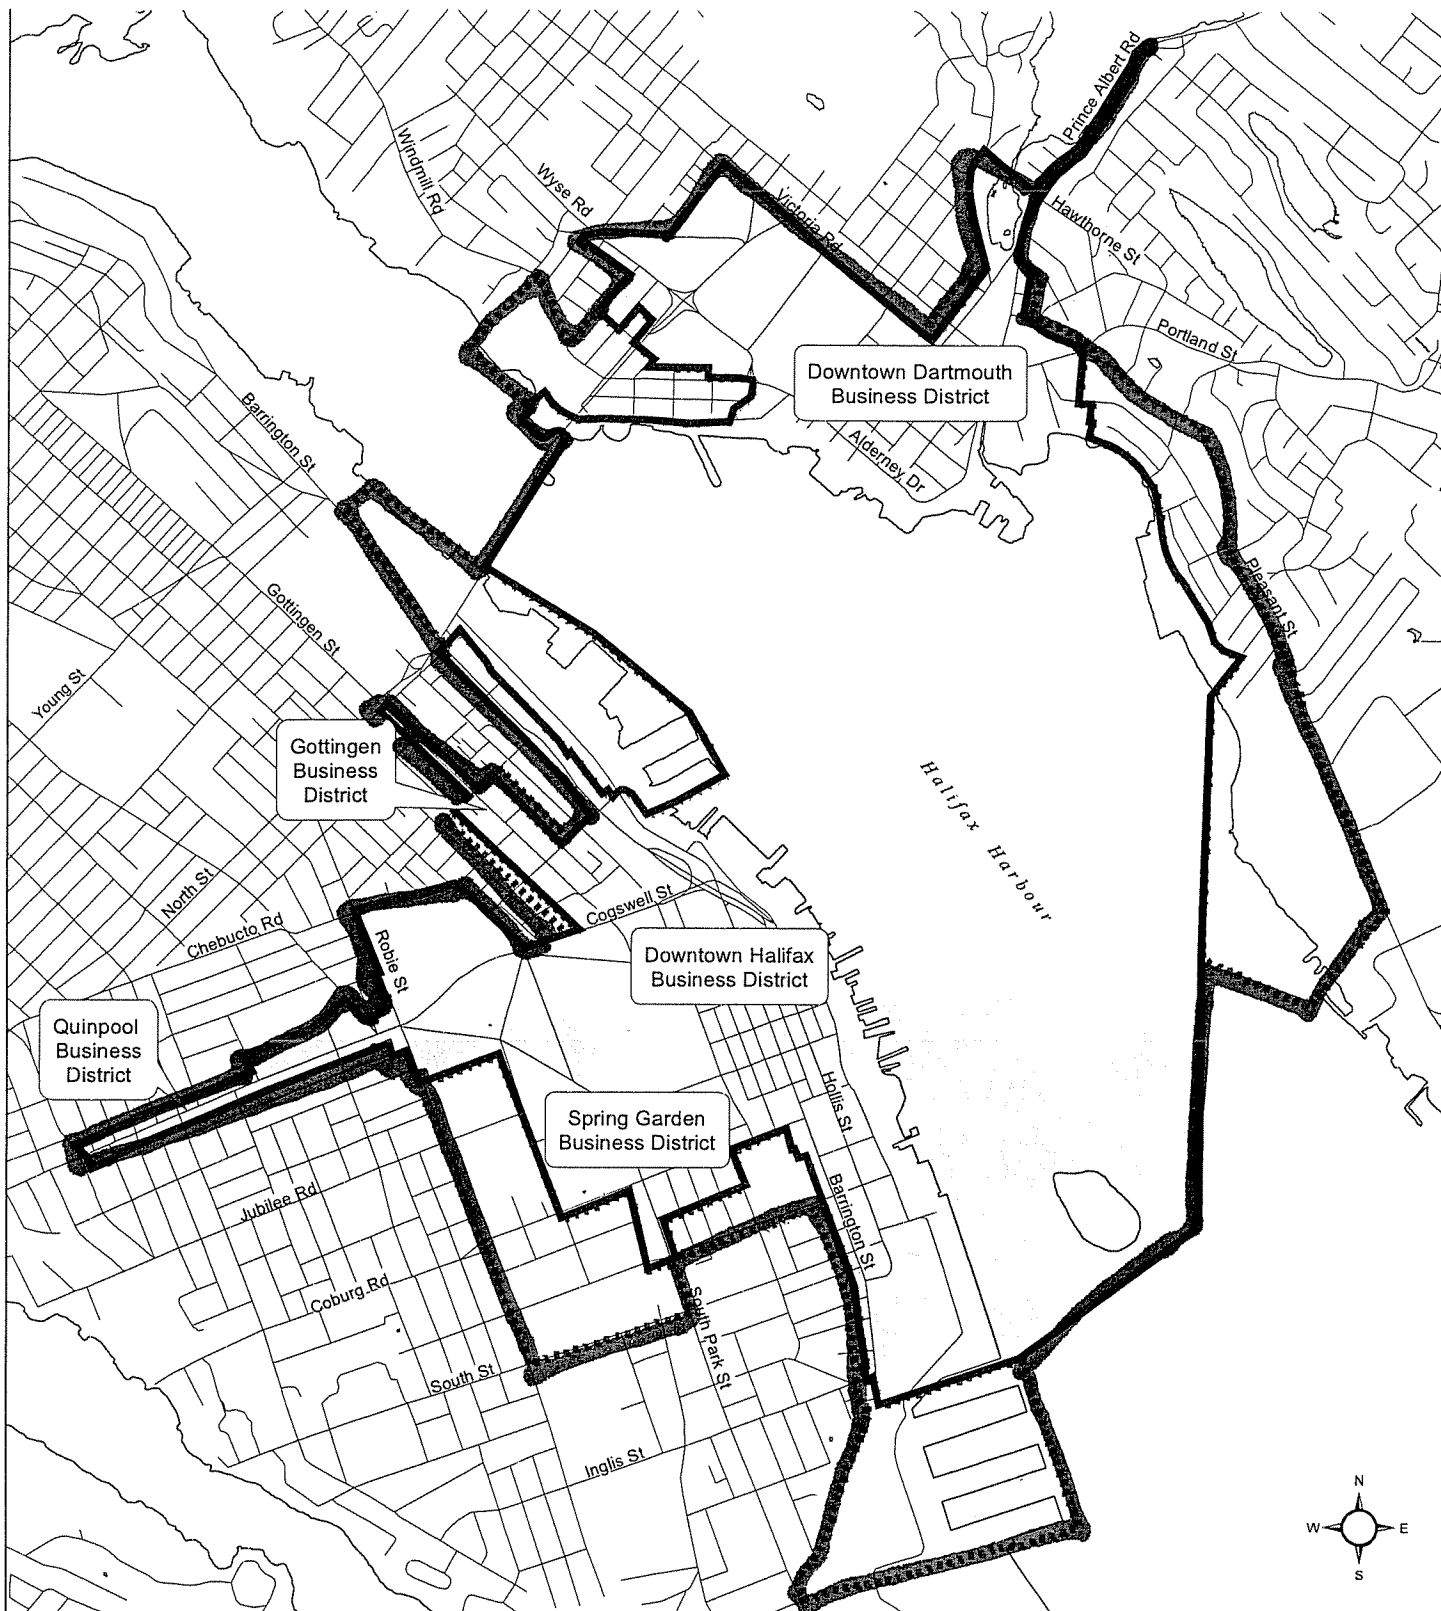 Prince Albert Rd
Windmill Rd
Wyse Rd
Victoria Rd
Hawthorne St
Portland St
Downtown Dartmouth
Business District
Barrington St
Alderney Dr
Pleasant St
Gottingen St
Young St
Gottingen
Business
District
Halifax Harbour
North St
Chebucto Rd
Cogswell St
Robie St
Downtown Halifax
Business District
Quinpool
Business
District
Hollis St
Spring Garden
Business District
Jubilee Rd
Barrington St
Coburg Rd
South Park St
South St
Inglis St
N
W
E
S